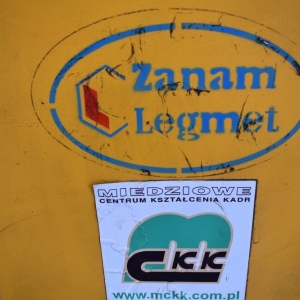 Zanam
Legmet
MIEDZIOWE
CENTRUM KSZTAŁCENIA KADR
CKK
www.mckk.com.pl